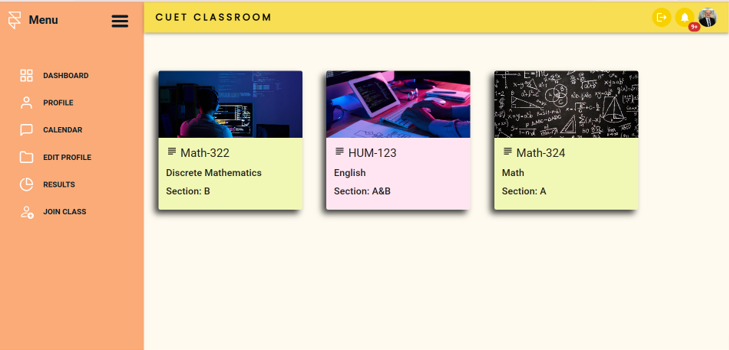 Menu
CUET CLASSROOM
9+
DASHBOARD
PROFILE
CALENDAR
EDIT PROFILE
RESULTS
JOIN CLASS
Math-322
Discrete Mathematics
Section: B
HUM-123
English
Section: A&B
Math-324
Math
Section: A